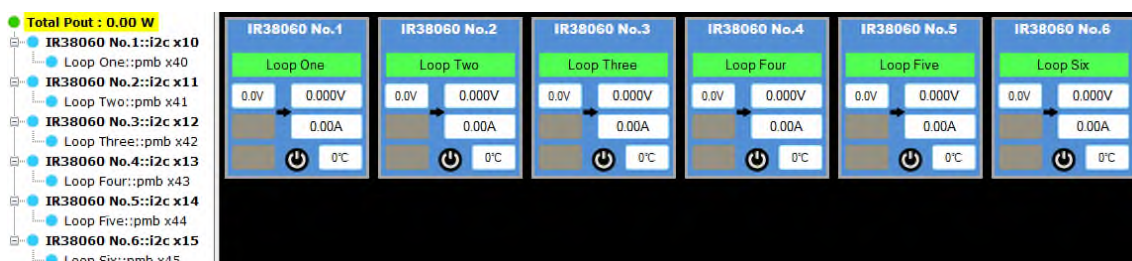 Total Pout : 0.00 W
IR38060 No.1::i2c x10
Loop One::pmb x40
IR38060 No.2::i2c x11
Loop Two::pmb x41
IR38060 No.3::i2c x12
Loop Three::pmb x42
IR38060 No.4::i2c x13
Loop Four::pmb x43
IR38060 No.5::i2c x14
Loop Five::pmb x44
IR38060 No.6::i2c x15
Loop Six::pmb x45
IR38060 No.1
Loop One
0.0V 0.000V
0.00A
0°C
IR38060 No.2
Loop Two
0.0V 0.000V
0.00A
0°C
IR38060 No.3
Loop Three
0.0V 0.000V
0.00A
0°C
IR38060 No.4
Loop Four
0.0V 0.000V
0.00A
0°C
IR38060 No.5
Loop Five
0.0V 0.000V
0.00A
0°C
IR38060 No.6
Loop Six
0.0V 0.000V
0.00A
0°C